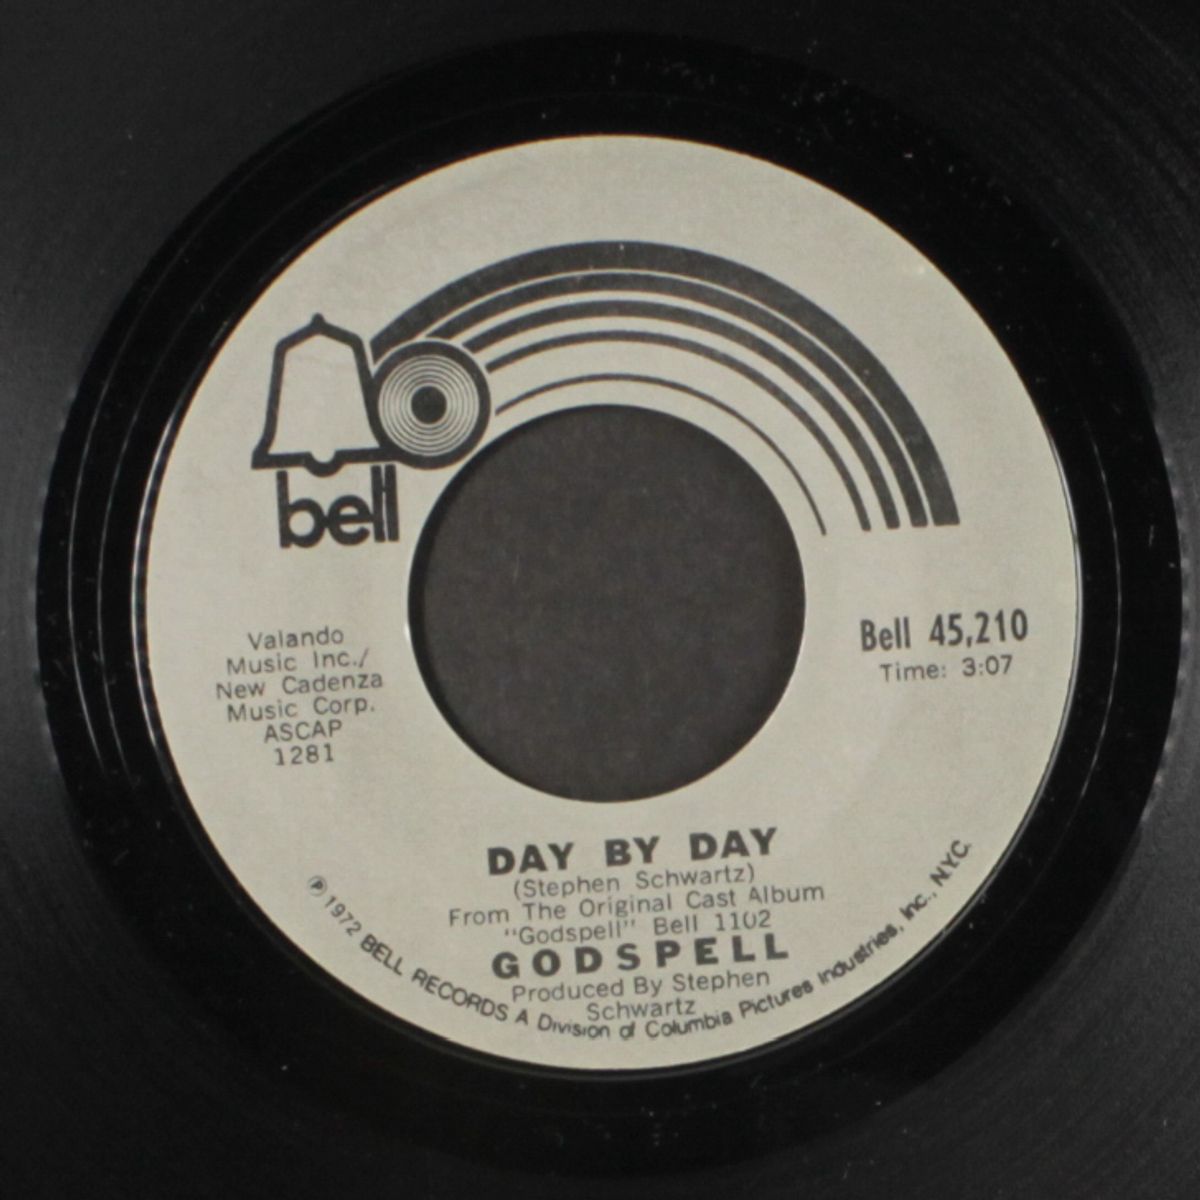 bell
Valando
Music Inc./
New Cadenza
Music Corp.
ASCAP
1281
Bell 45,210
Time: 3:07
DAY BY DAY
(Stephen Schwartz)
From The Original Cast Album
"Godspell" Bell 1102
GODSPELL
Produced By Stephen
Schwartz
℗ 1972 BELL RECORDS A Division of Columbia Pictures Industries, Inc., N.Y.C.